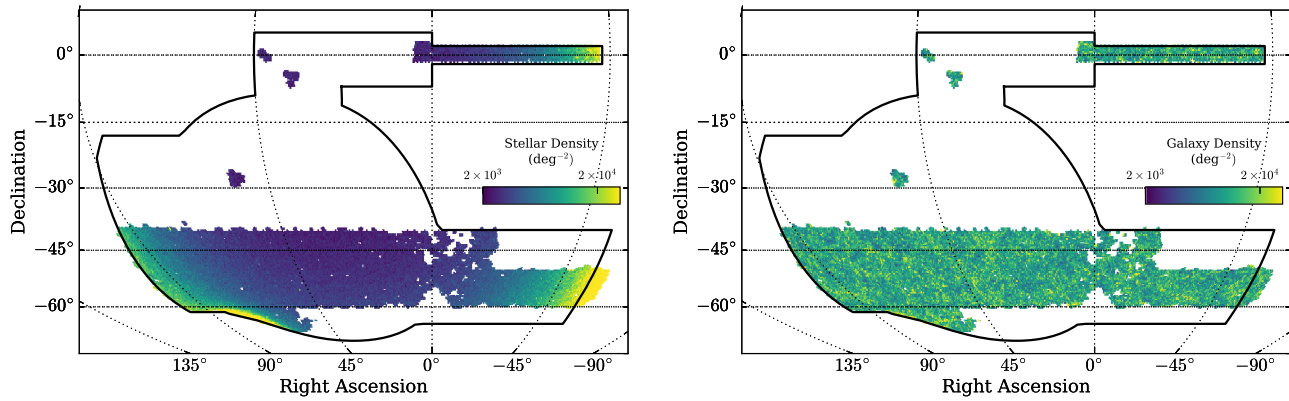 0°
−15°
−30°
−45°
−60°
Declination
Stellar Density
(deg⁻²)
2 × 10³
2 × 10⁴
135°
90°
45°
0°
−45°
−90°
Right Ascension
0°
−15°
−30°
−45°
−60°
Declination
Galaxy Density
(deg⁻²)
2 × 10³
2 × 10⁴
135°
90°
45°
0°
−45°
−90°
Right Ascension